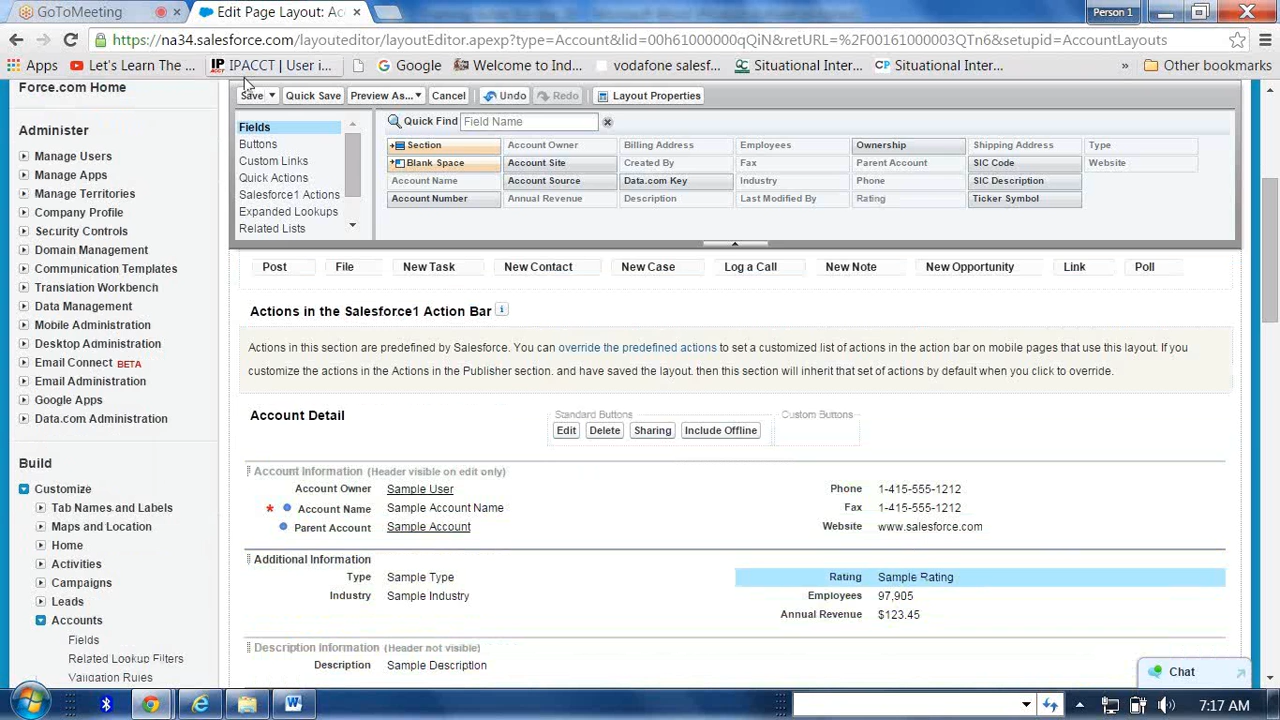 GoToMeeting
Edit Page Layout: Ac
Person 1
https://na34.salesforce.com/layouteditor/layoutEditor.apexp?type=Account&lid=00h61000000gQiN&retURL=%2F00361000003QTn6&setupid=AccountLayouts
Apps Let's Learn The ... IPACCT | User i... Google Welcome to Ind... vodafone salesf... Situational Inter... Situational Inter... » Other bookmarks
Force.com Home
Administer
Manage Users
Manage Apps
Manage Territories
Company Profile
Security Controls
Domain Management
Communication Templates
Translation Workbench
Data Management
Mobile Administration
Desktop Administration
Email Connect BETA
Email Administration
Google Apps
Data.com Administration
Build
Customize
Tab Names and Labels
Maps and Location
Home
Activities
Campaigns
Leads
Accounts
Fields
Related Lookup Filters
Validation Rules
Save Quick Save Preview As... Cancel Undo Redo Layout Properties
Fields
Buttons
Custom Links
Quick Actions
Salesforce1 Actions
Expanded Lookups
Related Lists
Quick Find Field Name
Section Account Owner Billing Address Employees Ownership Shipping Address Type
Blank Space Account Site Created By Fax Parent Account SIC Code Website
Account Name Account Source Data.com Key Industry Phone SIC Description
Account Number Annual Revenue Description Last Modified By Rating Ticker Symbol
Post File New Task New Contact New Case Log a Call New Note New Opportunity Link Poll
Actions in the Salesforce1 Action Bar i
Actions in this section are predefined by Salesforce. You can override the predefined actions to set a customized list of actions in the action bar on mobile pages that use this layout. If you
customize the actions in the Actions in the Publisher section, and have saved the layout, then this section will inherit that set of actions by default when you click to override.
Account Detail
Standard Buttons
Edit Delete Sharing Include Offline
Custom Buttons
Account Information (Header visible on edit only)
Account Owner Sample User Phone 1-415-555-1212
* Account Name Sample Account Name Fax 1-415-555-1212
Parent Account Sample Account Website www.salesforce.com
Additional Information
Type Sample Type Rating Sample Rating
Industry Sample Industry Employees 97,905
Annual Revenue $123.45
Description Information (Header not visible)
Description Sample Description
Chat
7:17 AM